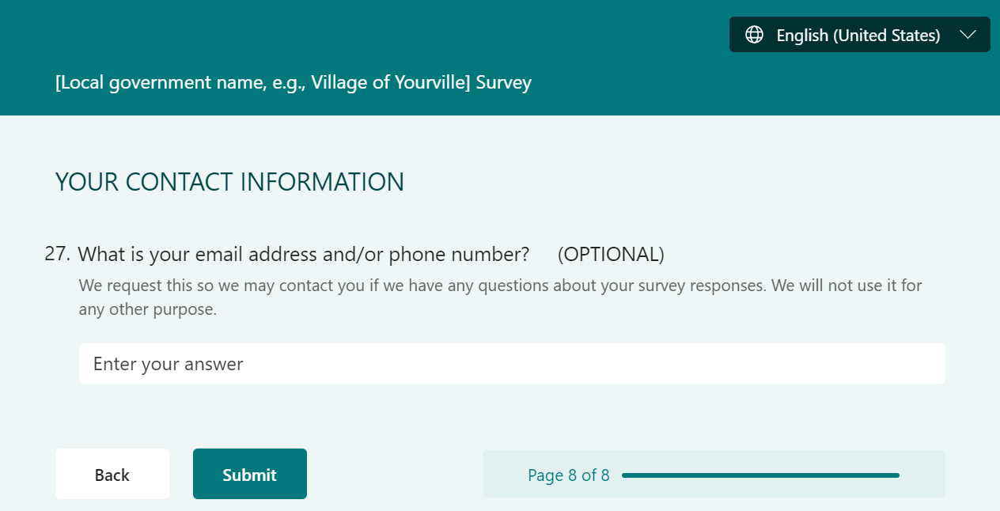 English (United States)
[Local government name, e.g., Village of Yourville] Survey
YOUR CONTACT INFORMATION
27. What is your email address and/or phone number? (OPTIONAL)
We request this so we may contact you if we have any questions about your survey responses. We will not use it for
any other purpose.
Enter your answer
Back Submit Page 8 of 8